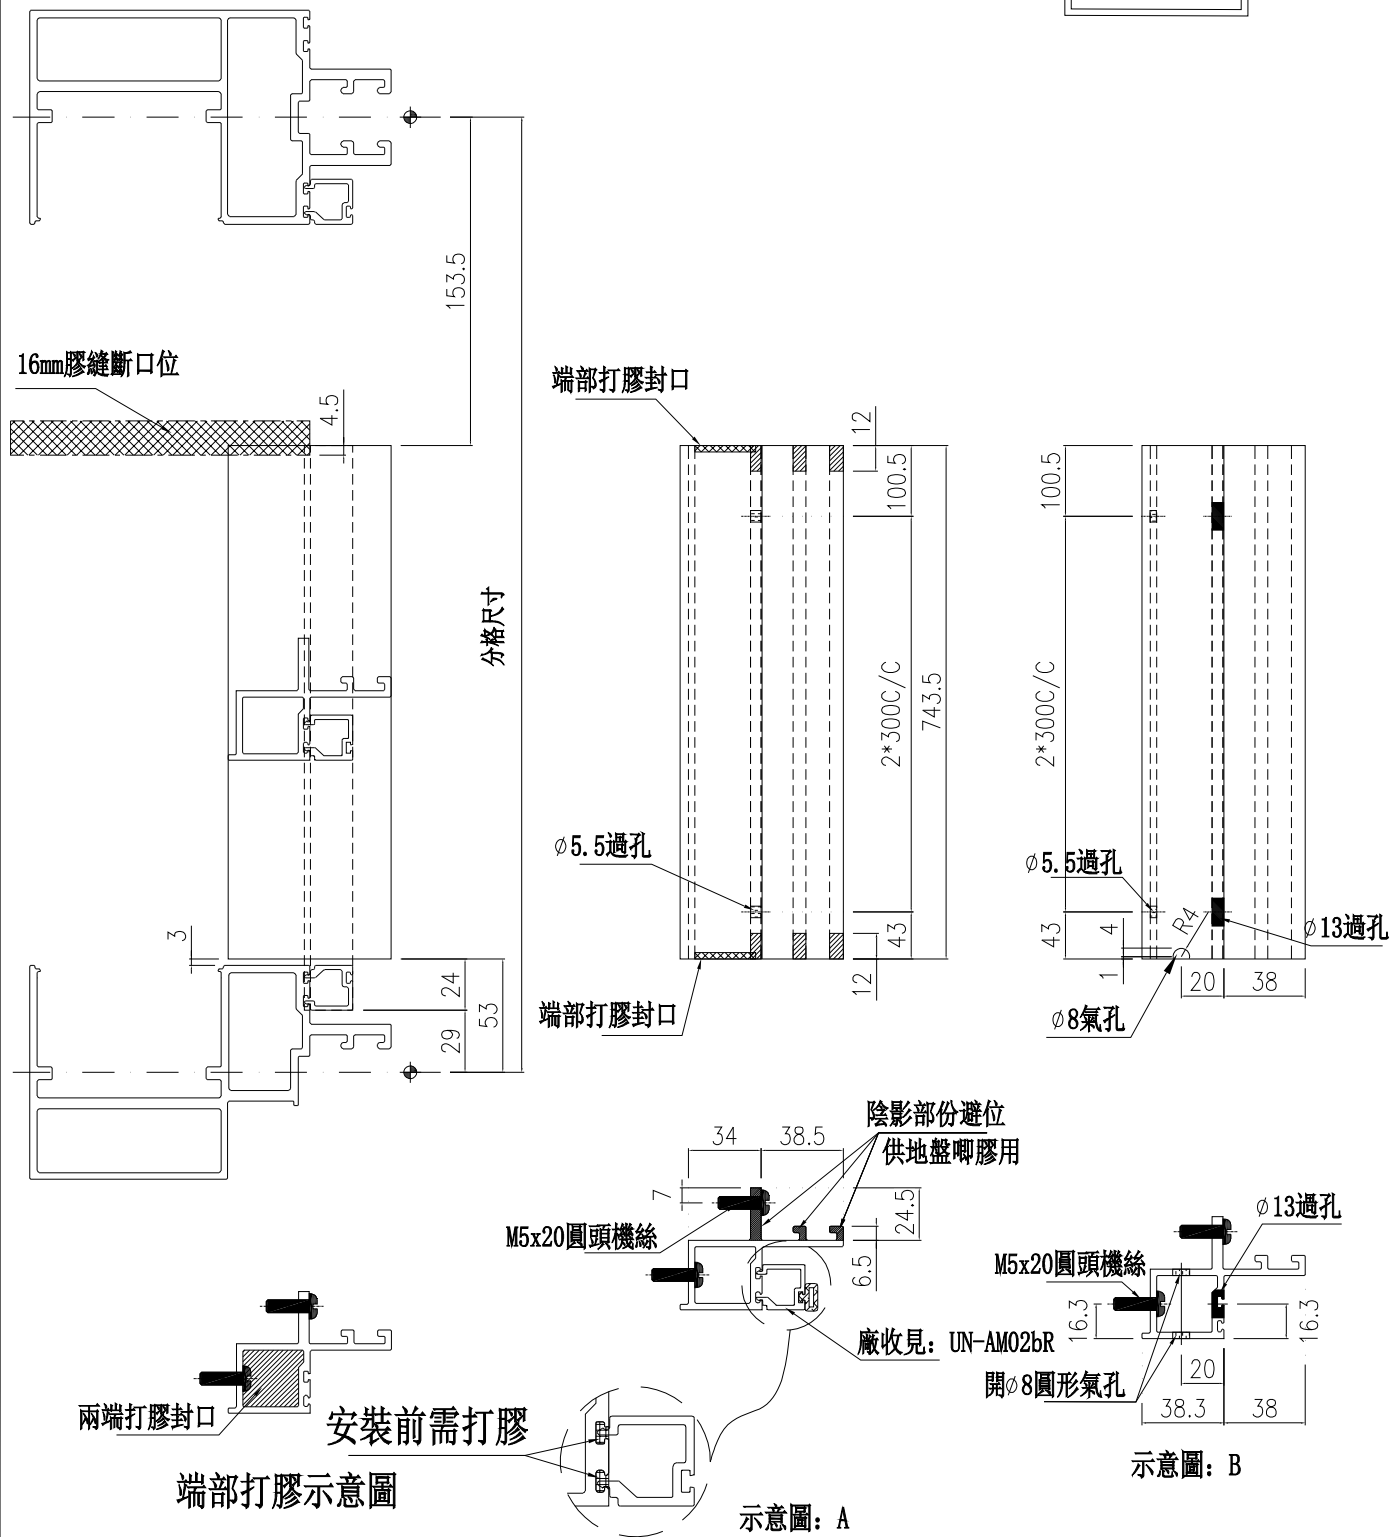 153.5
16mm膠縫斷口位
4.5
分格尺寸
3
24
29
53
端部打膠封口
12
100.5
2*300C/C
743.5
∅5.5過孔
43
12
端部打膠封口
100.5
2*300C/C
∅5.5過孔
43
4
1
R4
∅13過孔
20
38
∅8氣孔
陰影部份避位
供地盤唧膠用
34
38.5
7
24.5
6.5
M5x20圓頭機絲
廠收見: UN-AM02bR
安裝前需打膠
示意圖: A
兩端打膠封口
端部打膠示意圖
∅13過孔
M5x20圓頭機絲
16.3
16.3
開∅8圓形氣孔
20
38.3
38
示意圖: B